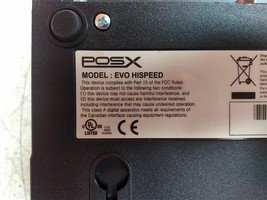 POSX
MODEL : EVO HISPEED
This device complies with Part 15 of the FCC Rules.
Operation is subject to the following two conditions:
(1) this device may not cause harmful interference, and
(2) this device must accept any interference received,
including interference that may cause undesired operation.
This class A digital apparatus meets all requirements of
the Canadian Interface causing equipment regulations.
c UL us
LISTED